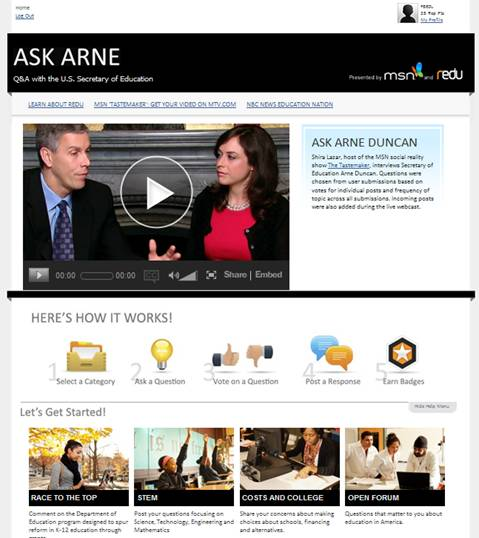 Home
Log Out
My Profile
ASK ARNE
Q&A with the U.S. Secretary of Education
Presented by msn and redu
LEARN ABOUT REDU
MSN 'TASTEMAKER': GET YOUR VIDEO ON MTV.COM
NBC NEWS EDUCATION NATION
ASK ARNE DUNCAN
Shira Lazar, host of the MSN social reality
show The Tastemaker, interviews Secretary of
Education Arne Duncan. Questions were
chosen from user submissions based on
votes for individual posts and frequency of
topic across all submissions. Incoming posts
were also added during the live webcast.
00:00
00:00
CC
Share | Embed
HERE'S HOW IT WORKS!
1 Select a Category
2 Ask a Question
3 Vote on a Question
4 Post a Response
5 Earn Badges
Hide Help Menu
Let's Get Started!
RACE TO THE TOP
Comment on the Department of
Education program designed to spur
reform in K-12 education through
STEM
Post your questions focusing on
Science, Technology, Engineering and
Mathematics
COSTS AND COLLEGE
Share your concerns about making
choices about schools, financing
and alternatives.
OPEN FORUM
Questions that matter to you about
education in America.